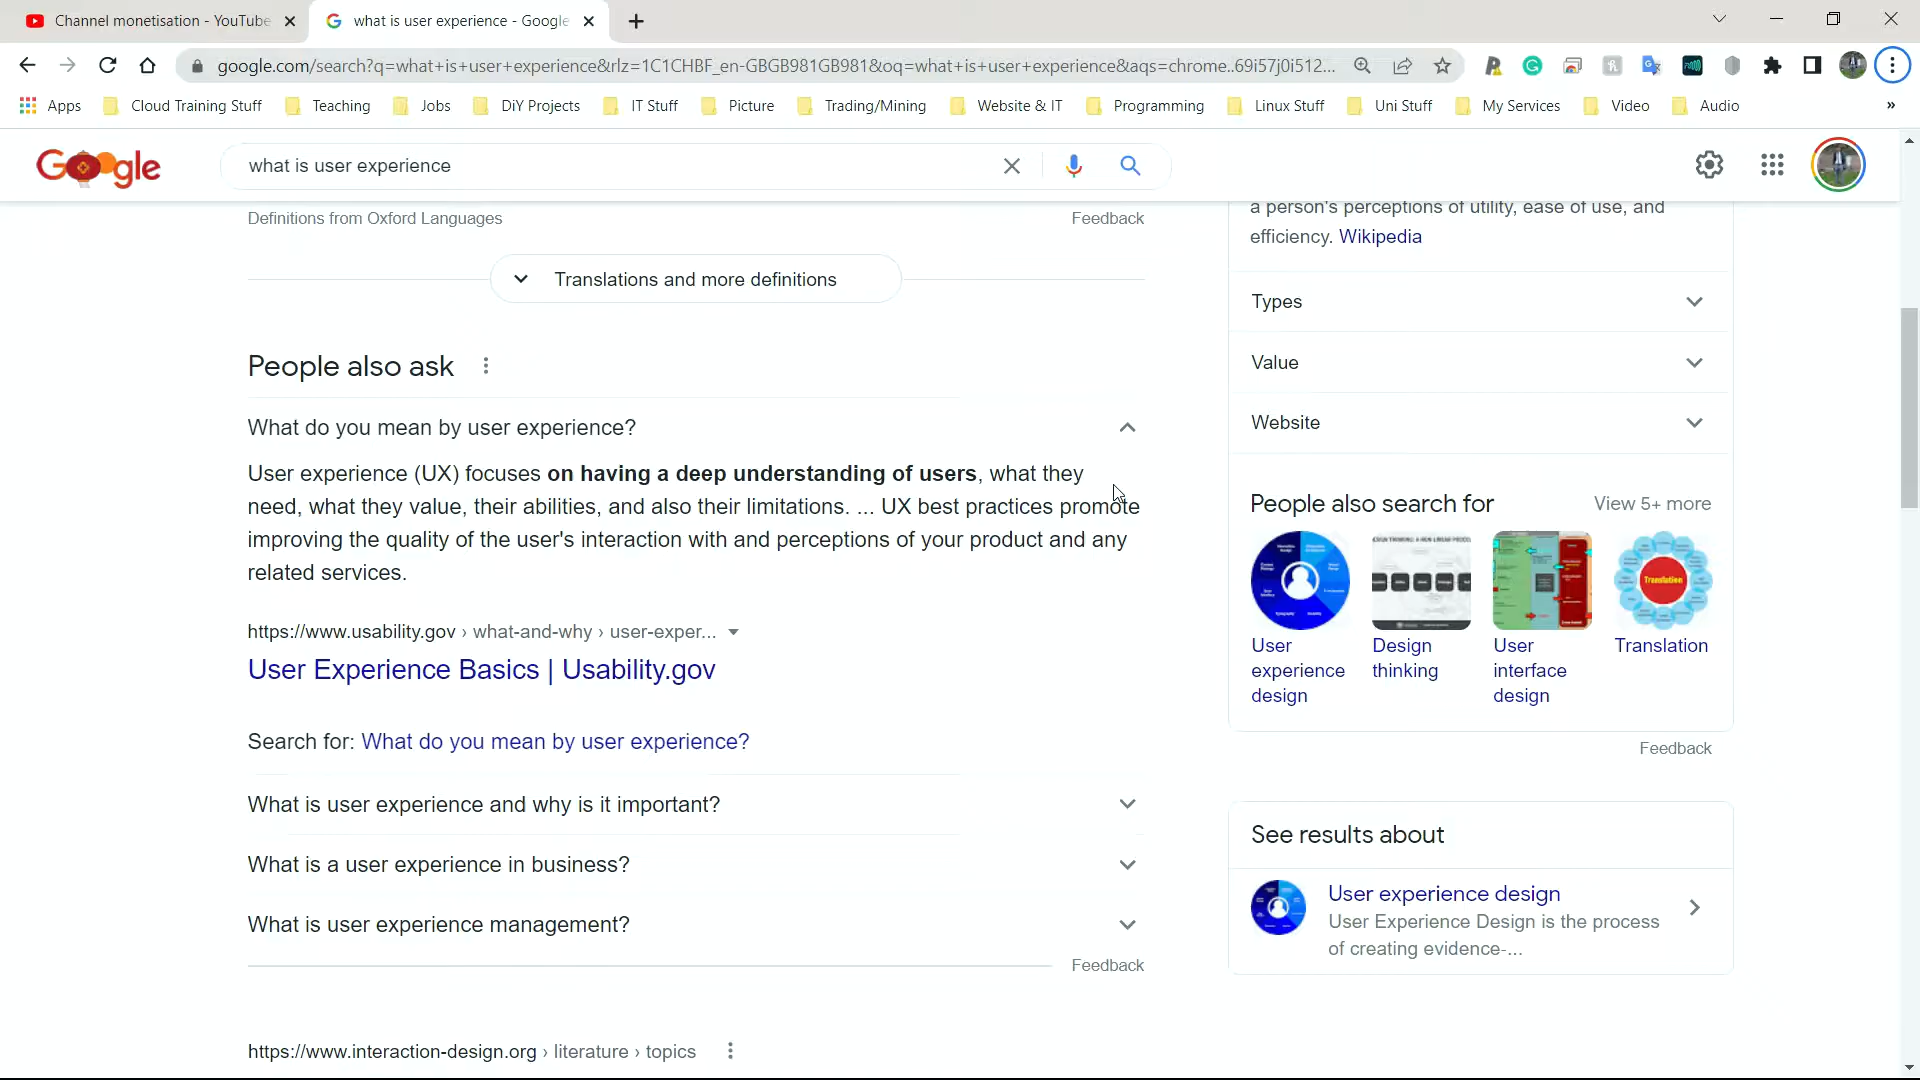 Channel monetisation - YouTube
what is user experience - Google
google.com/search?q=what+is+user+experience&rlz=1C1CHBF_en-GBGB981GB981&oq=what+is+user+experience&aqs=chrome..69i57j0i512...
Apps
Cloud Training Stuff
Teaching
Jobs
DiY Projects
IT Stuff
Picture
Trading/Mining
Website & IT
Programming
Linux Stuff
Uni Stuff
My Services
Video
Audio
»
Google
what is user experience
Definitions from Oxford Languages
Feedback
Translations and more definitions
People also ask
What do you mean by user experience?
User experience (UX) focuses on having a deep understanding of users, what they
need, what they value, their abilities, and also their limitations. ... UX best practices promote
improving the quality of the user's interaction with and perceptions of your product and any
related services.
https://www.usability.gov › what-and-why › user-exper...
User Experience Basics | Usability.gov
Search for: What do you mean by user experience?
What is user experience and why is it important?
What is a user experience in business?
What is user experience management?
Feedback
https://www.interaction-design.org › literature › topics
a person's perceptions of utility, ease of use, and
efficiency. Wikipedia
Types
Value
Website
People also search for
View 5+ more
Translation
User
experience
design
Design
thinking
User
interface
design
Translation
Feedback
See results about
User experience design
User Experience Design is the process
of creating evidence-...